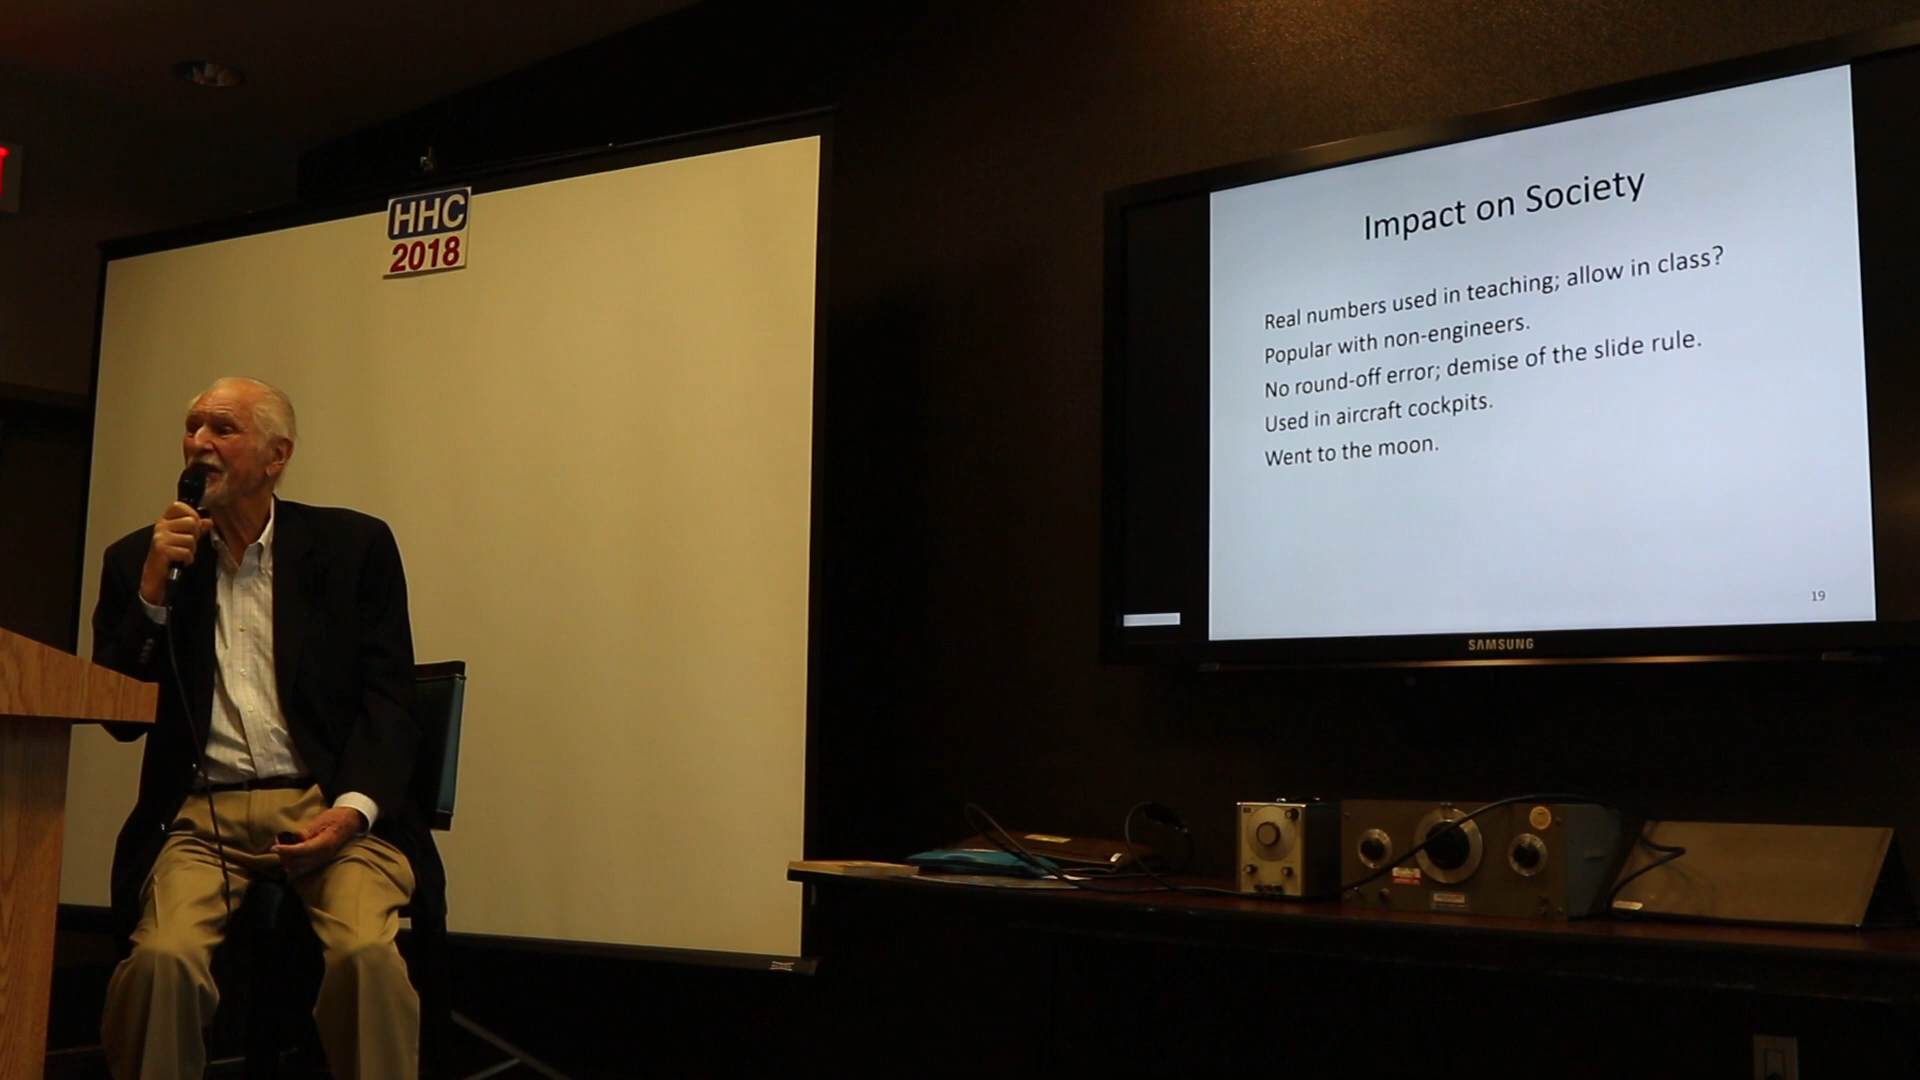 HHC
2018
Impact on Society
Real numbers used in teaching; allow in class?
Popular with non-engineers.
No round-off error; demise of the slide rule.
Used in aircraft cockpits.
Went to the moon.
19
SAMSUNG